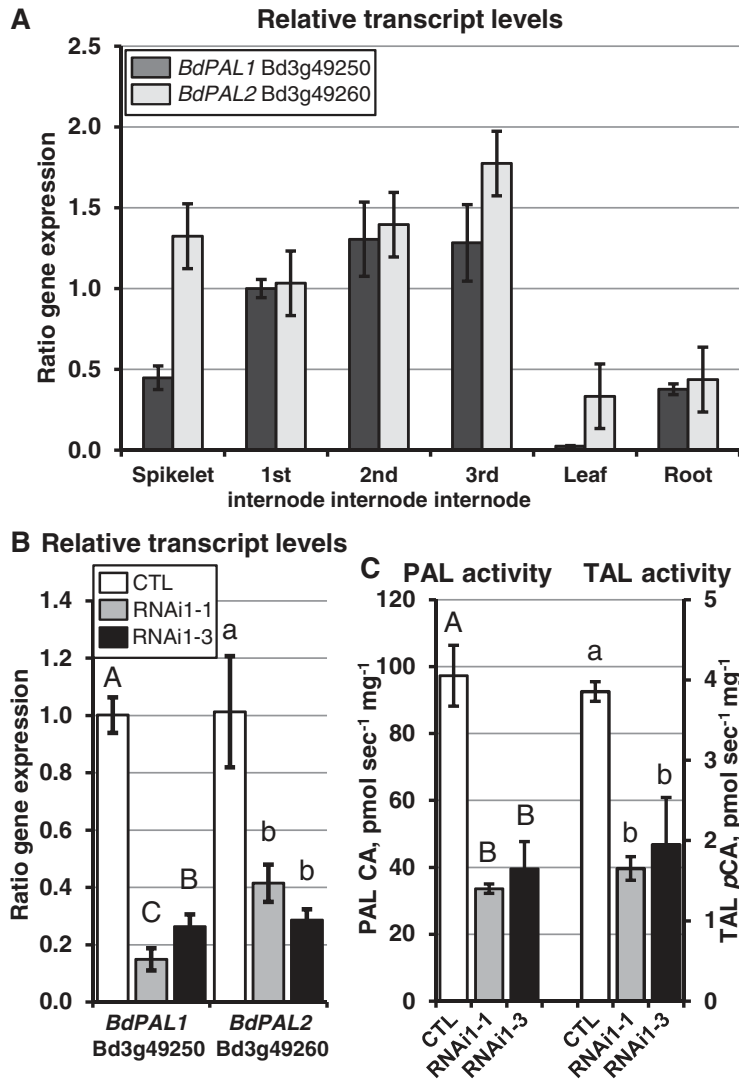 A Relative transcript levels
BdPAL1 Bd3g49250
BdPAL2 Bd3g49260
Ratio gene expression
2.5
2.0
1.5
1.0
0.5
0.0
Spikelet 1st 2nd 3rd Leaf Root
internode internode internode
B Relative transcript levels
CTL
RNAi1-1
RNAi1-3
Ratio gene expression
1.4
1.2
1.0
0.8
0.6
0.4
0.2
0.0
A
C
B
a
b
b
BdPAL1 BdPAL2
Bd3g49250 Bd3g49260
C PAL activity TAL activity
PAL CA, pmol sec-1 mg-1
120
100
80
60
40
20
0
A
B
B
a
b
b
5
4
3
2
1
0
TAL pCA, pmol sec-1 mg-1
CTL
RNAi1-1
RNAi1-3
CTL
RNAi1-1
RNAi1-3